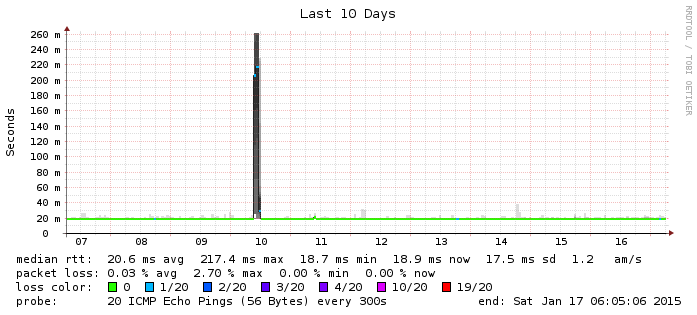 Last 10 Days
RRDTOOL / TOBI OETIKER
Seconds
260 m
240 m
220 m
200 m
180 m
160 m
140 m
120 m
100 m
80 m
60 m
40 m
20 m
0
07 08 09 10 11 12 13 14 15 16
median rtt: 20.6 ms avg 217.4 ms max 18.7 ms min 18.9 ms now 17.5 ms sd 1.2 am/s
packet loss: 0.03 % avg 2.70 % max 0.00 % min 0.00 % now
loss color: 0 1/20 2/20 3/20 4/20 10/20 19/20
probe: 20 ICMP Echo Pings (56 Bytes) every 300s end: Sat Jan 17 06:05:06 2015